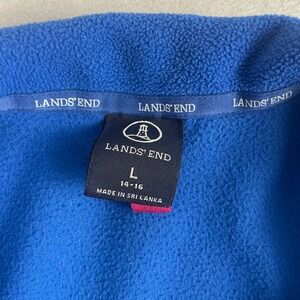 LANDS' END LANDS' END LANDS' END
LANDS' END
L
14-16
MADE IN SRI LANKA